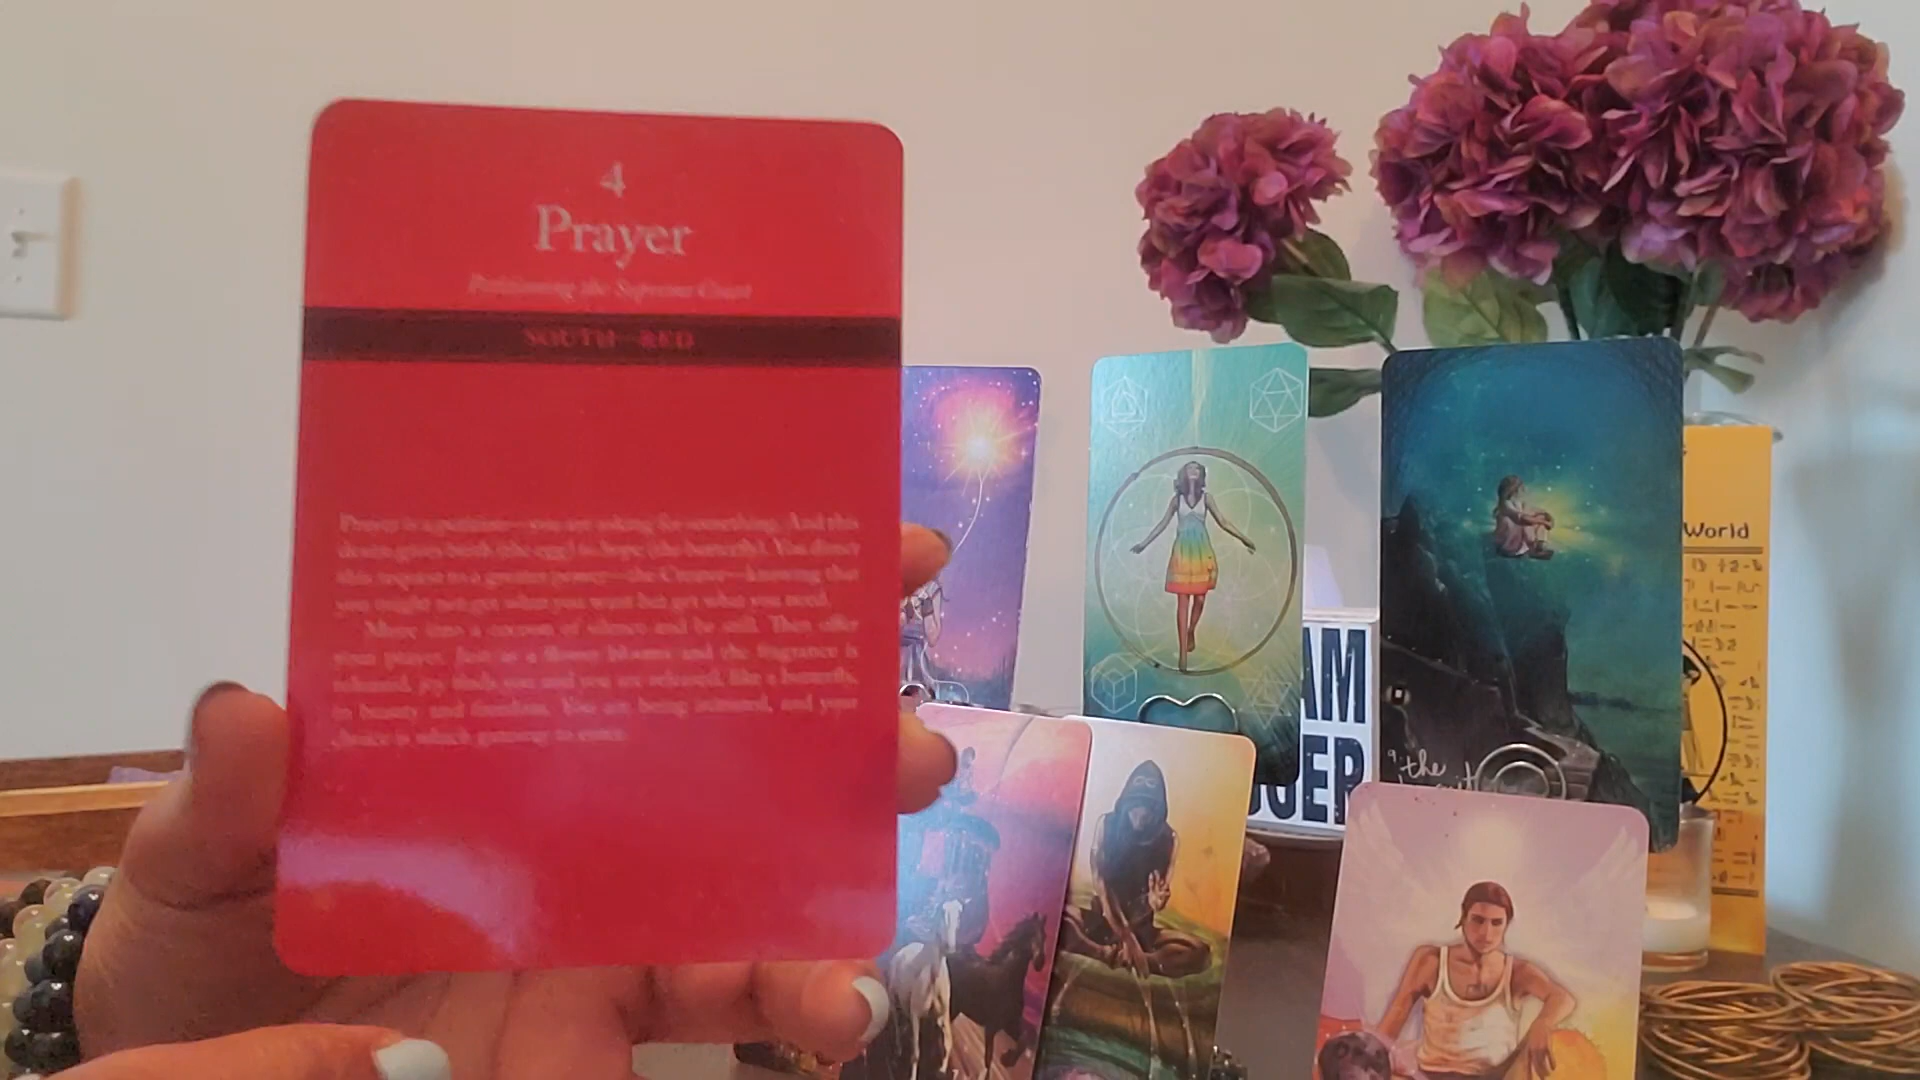 4
Prayer
Petitioning the Supreme Court
SOUTH—RED
Prayer is a petition—you are asking for something. And this
desire gives birth (the egg) to hope (the butterfly). You direct
this request to a greater power—the Creator—knowing that
you might not get what you want but get what you need.
Move into a cocoon of silence and be still. Then offer
your prayer. Just as a flower blooms and the fragrance is
released, joy finds you and you are released, like a butterfly,
in beauty and freedom. You are being initiated, and your
choice is which gateway to enter.
World
AM
9 the